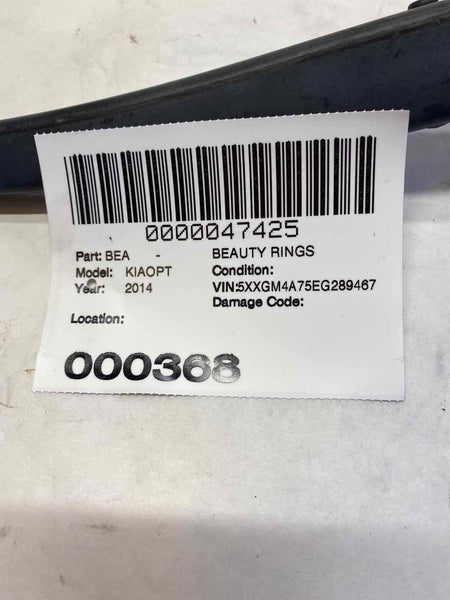 0000047425
Part: BEA - BEAUTY RINGS
Model: KIAOPT Condition:
Year: 2014 VIN:5XXGM4A75EG289467
Damage Code:
Location:
000368